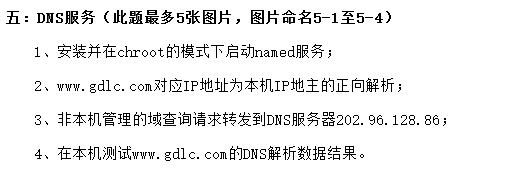 五：DNS服务（此题最多5张图片，图片命名5-1至5-4）
1、安装并在chroot的模式下启动named服务；
2、www.gdlc.com对应IP地址为本机IP地主的正向解析；
3、非本机管理的域查询请求转发到DNS服务器202.96.128.86；
4、在本机测试www.gdlc.com的DNS解析数据结果。